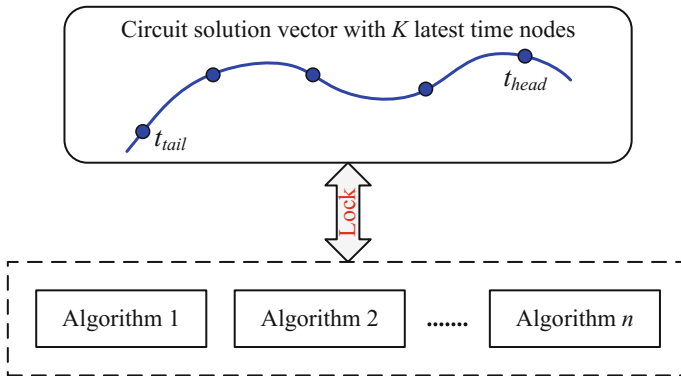 Circuit solution vector with K latest time nodes
t_head
t_tail
Lock
Algorithm 1
Algorithm 2
.......
Algorithm n